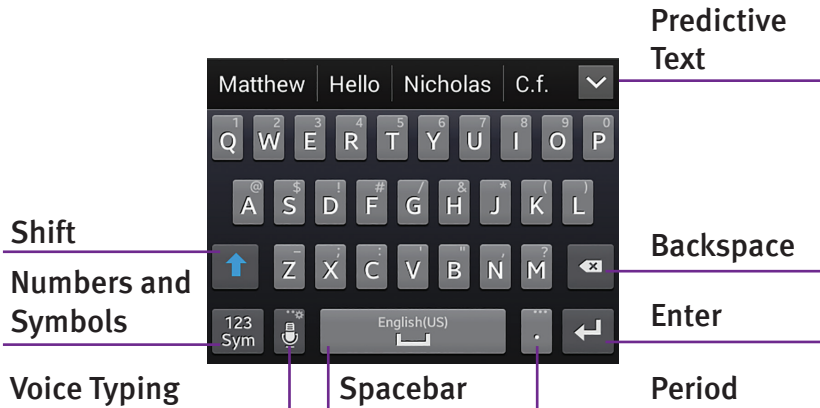 Predictive
Text
Matthew Hello Nicholas C.f.
1 2 3 4 5 6 7 8 9 0
Q W E R T Y U I O P
@ $ ! # / & * ( )
A S D F G H J K L
Shift
_ ; : ' " , ?
Z X C V B N M
Backspace
Numbers and
Symbols
123
Sym
English(US)
...
.
Enter
Voice Typing
Spacebar
Period